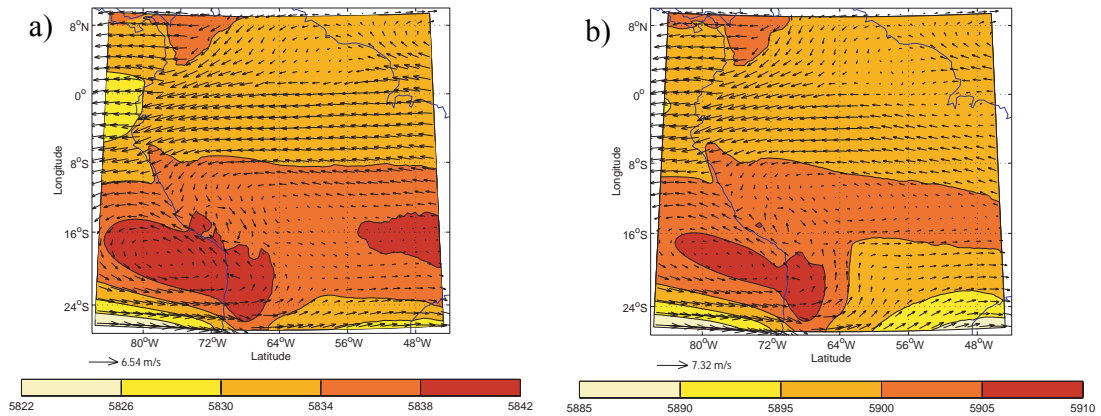 a)
8°N
0°
8°S
16°S
24°S
Longitude
80°W 72°W 64°W 56°W 48°W
Latitude
6.54 m/s
5822 5826 5830 5834 5838 5842
b)
8°N
0°
8°S
16°S
24°S
Longitude
80°W 72°W 64°W 56°W 48°W
Latitude
7.32 m/s
5885 5890 5895 5900 5905 5910